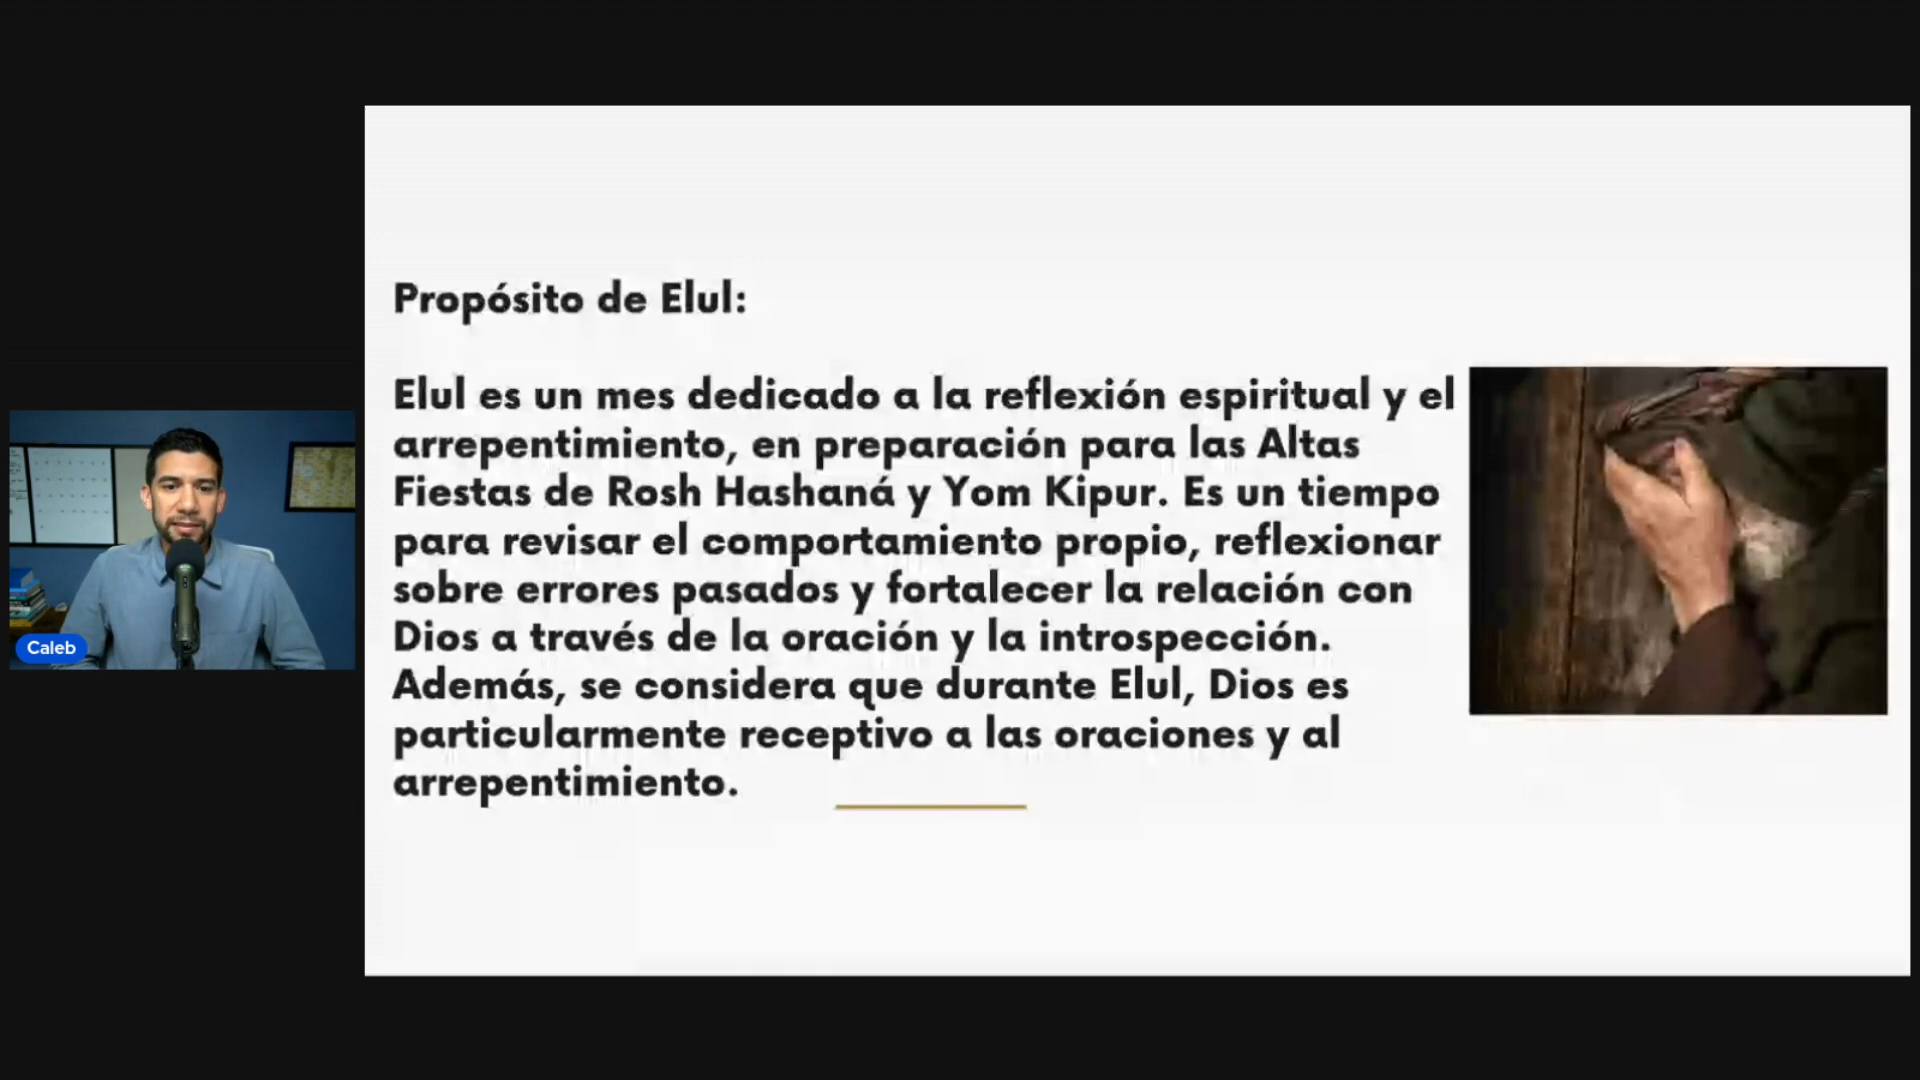 Propósito de Elul:
Elul es un mes dedicado a la reflexión espiritual y el
arrepentimiento, en preparación para las Altas
Fiestas de Rosh Hashaná y Yom Kipur. Es un tiempo
para revisar el comportamiento propio, reflexionar
sobre errores pasados y fortalecer la relación con
Dios a través de la oración y la introspección.
Además, se considera que durante Elul, Dios es
particularmente receptivo a las oraciones y al
arrepentimiento.
Caleb